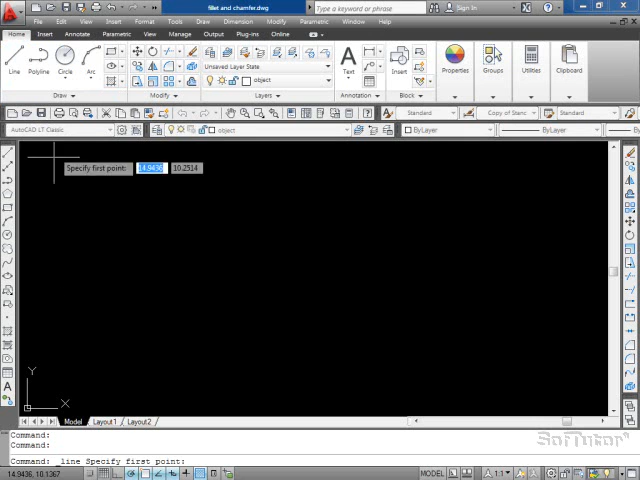 fillet and chamfer.dwg
Type a keyword or phrase
Sign In
File Edit View Insert Format Tools Draw Dimension Modify Parametric Window Help
Home Insert Annotate Parametric View Manage Output Plug-ins Online
Line Polyline Circle Arc
Unsaved Layer State
object
Text
Insert
Properties
Groups
Utilities
Clipboard
Draw Modify Layers Annotation Block
Standard
Copy of Stanc
Standard
AutoCAD LT Classic
object
ByLayer
ByLayer
ByLayer
Specify first point: 14.9436 10.2514
Y
X
Model Layout1 Layout2
Command:
Command:
Command: _line Specify first point:
SofTutor
14.9436, 10.1367
MODEL
1:1